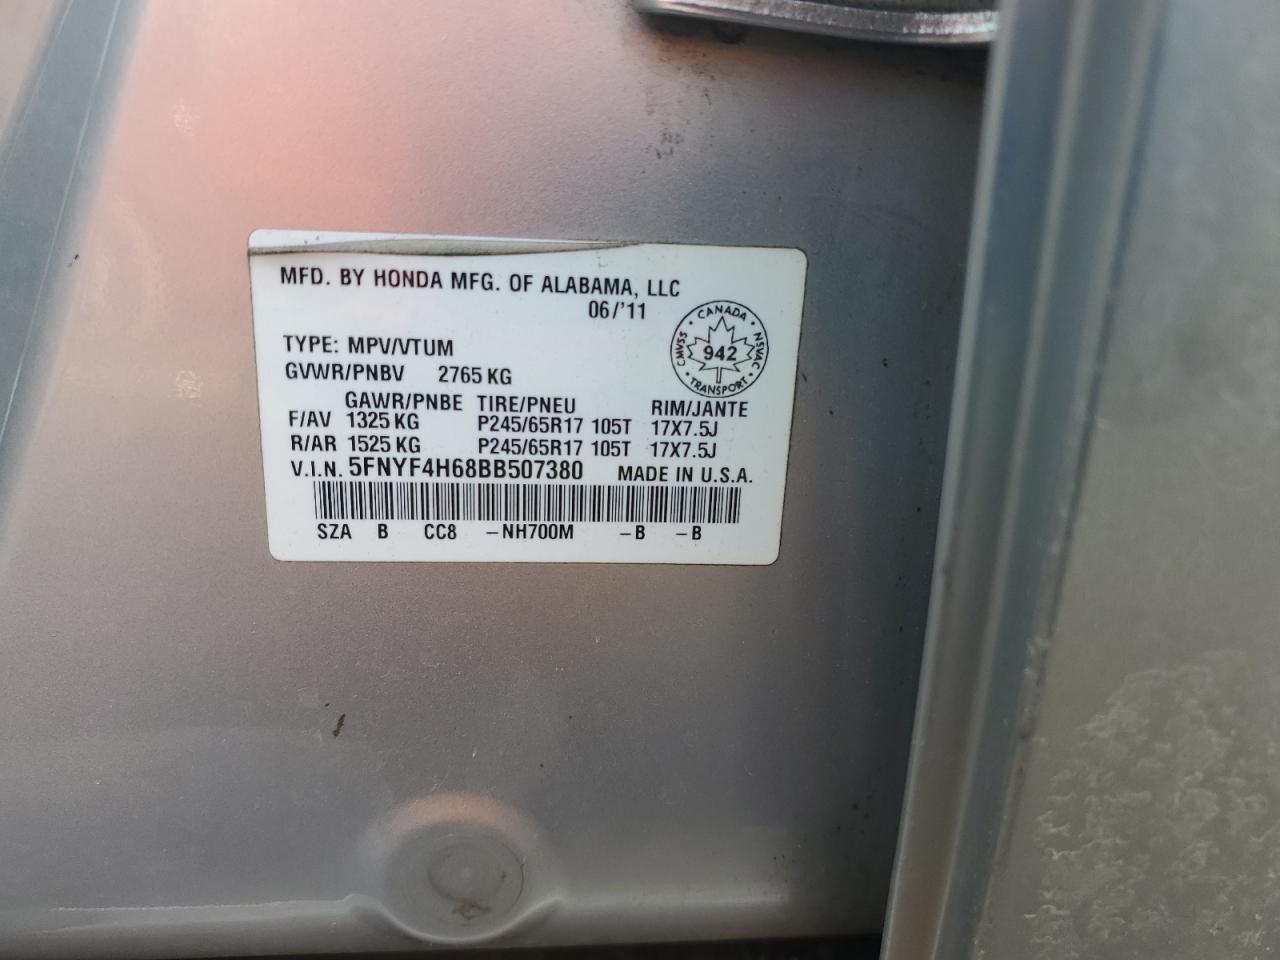 MFD. BY HONDA MFG. OF ALABAMA, LLC
06/'11
TYPE: MPV/VTUM
GVWR/PNBV 2765 KG
CANADA
CMVSS 942 NSVAC
TRANSPORT
GAWR/PNBE TIRE/PNEU RIM/JANTE
F/AV 1325 KG P245/65R17 105T 17X7.5J
R/AR 1525 KG P245/65R17 105T 17X7.5J
V.I.N. 5FNYF4H68BB507380 MADE IN U.S.A.
SZA B CC8 -NH700M -B -B